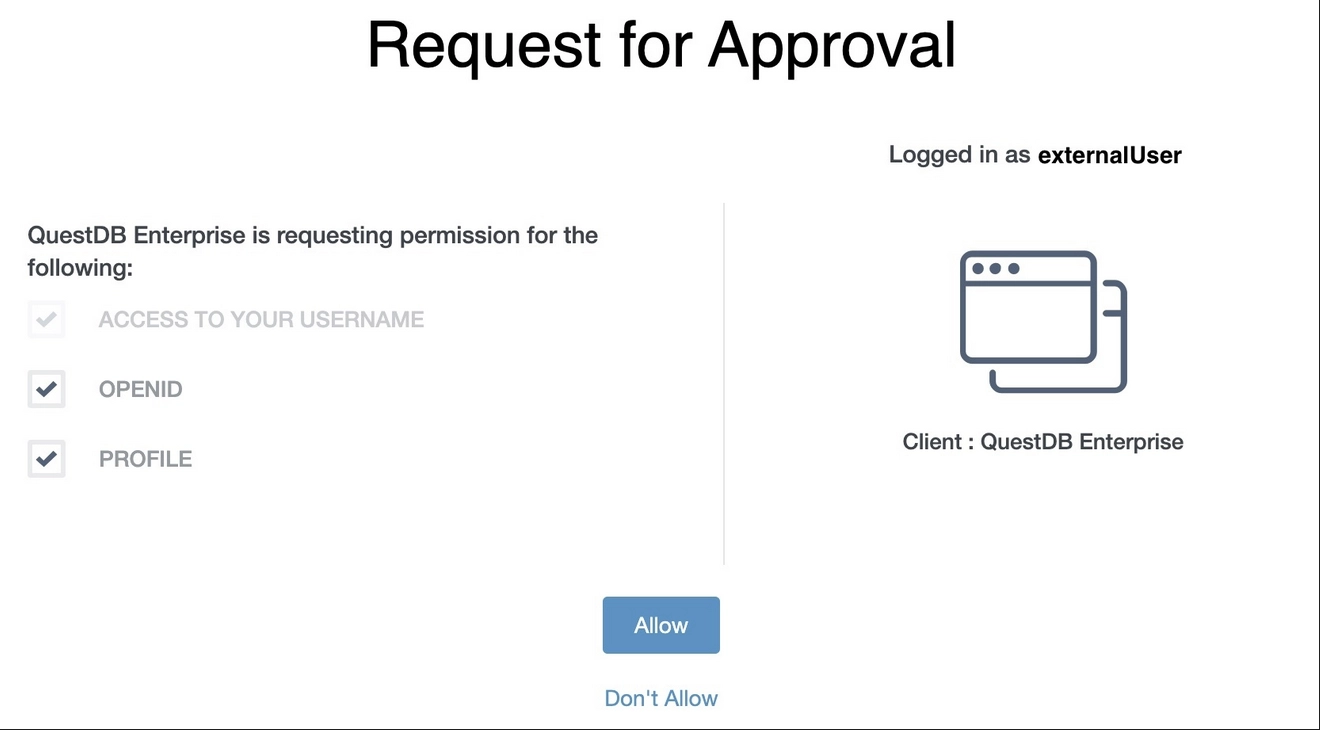 Request for Approval
Logged in as externalUser
QuestDB Enterprise is requesting permission for the
following:
ACCESS TO YOUR USERNAME
OPENID
PROFILE
Client : QuestDB Enterprise
Allow
Don't Allow